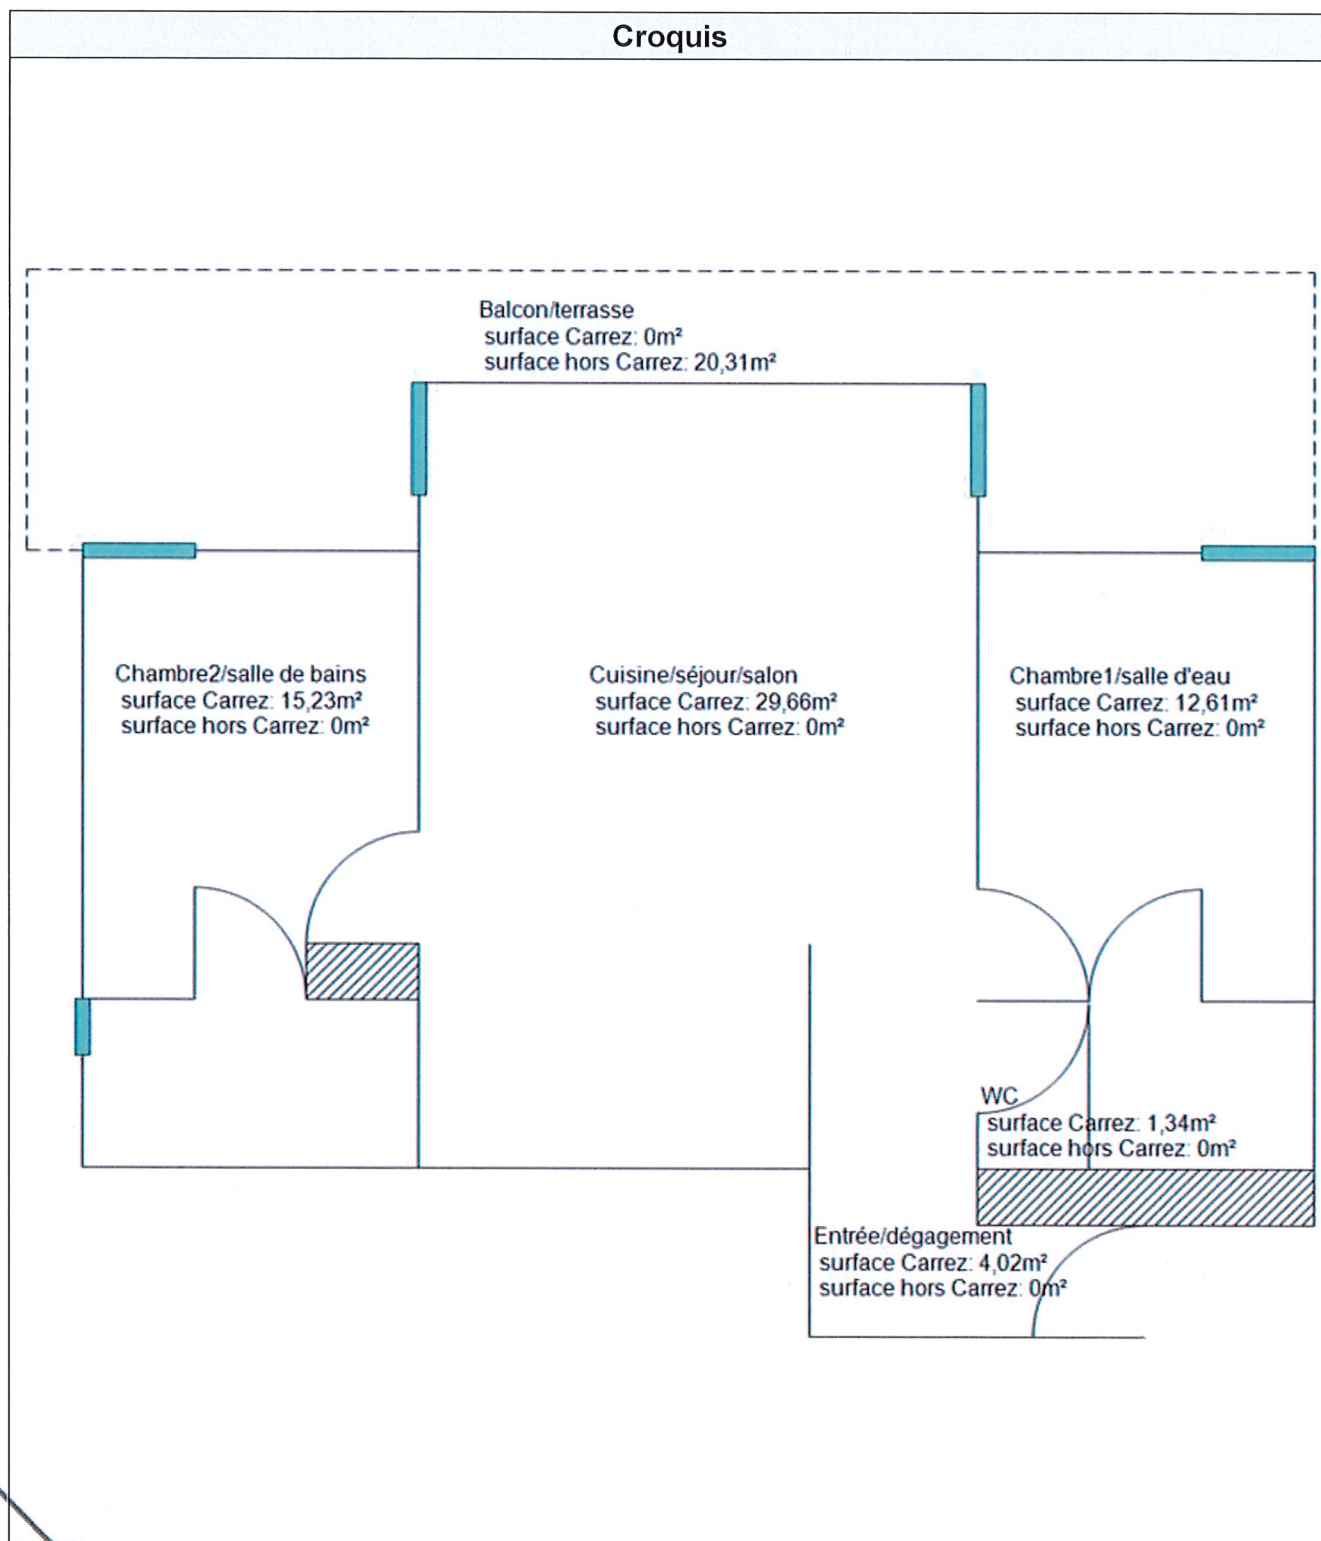 Croquis
Balcon/terrasse
surface Carrez: 0m²
surface hors Carrez: 20,31m²
Chambre2/salle de bains
surface Carrez: 15,23m²
surface hors Carrez: 0m²
Cuisine/séjour/salon
surface Carrez: 29,66m²
surface hors Carrez: 0m²
Chambre1/salle d'eau
surface Carrez: 12,61m²
surface hors Carrez: 0m²
WC
surface Carrez: 1,34m²
surface hors Carrez: 0m²
Entrée/dégagement
surface Carrez: 4,02m²
surface hors Carrez: 0m²